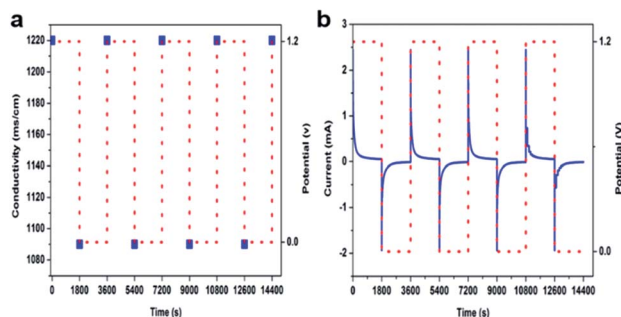 a
1220
1200
1180
1160
1140
1120
1100
1080
Conductivity (ms/cm)
1.2
0.0
Potential (v)
0 1800 3600 5400 7200 9000 10800 12600 14400
Time (s)
b
3
2
1
0
-1
-2
Current (mA)
1.2
0.0
Potential (V)
0 1800 3600 5400 7200 9000 10800 12600 14400
Time (s)